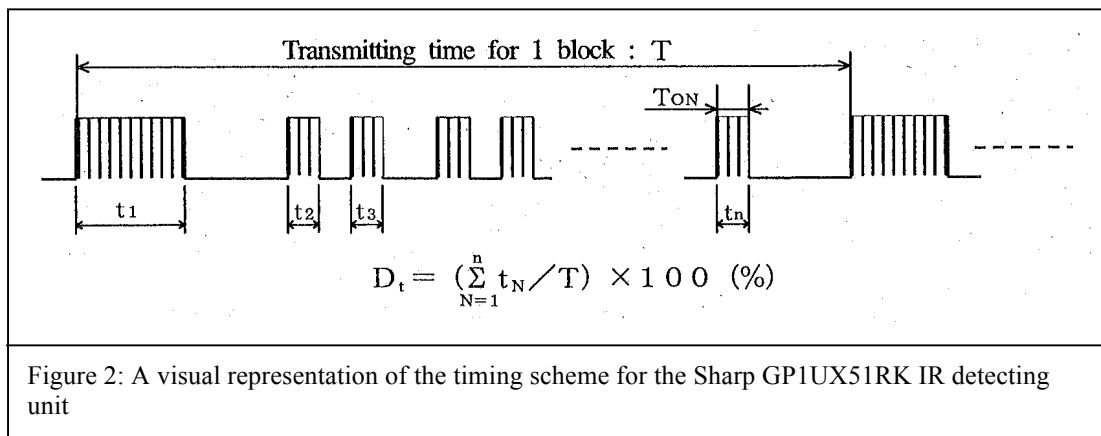 Transmitting time for 1 block : T
TON
t1
t2
t3
tn
Dt = (n∑N=1 tN／T) ×１００ (%)
Figure 2: A visual representation of the timing scheme for the Sharp GP1UX51RK IR detecting
unit